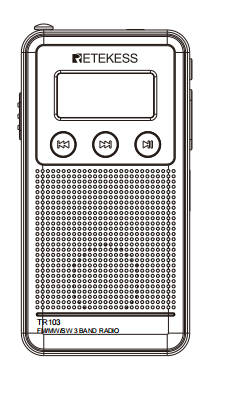 RETEKESS
TR103
FM/MW/SW 3 BAND RADIO